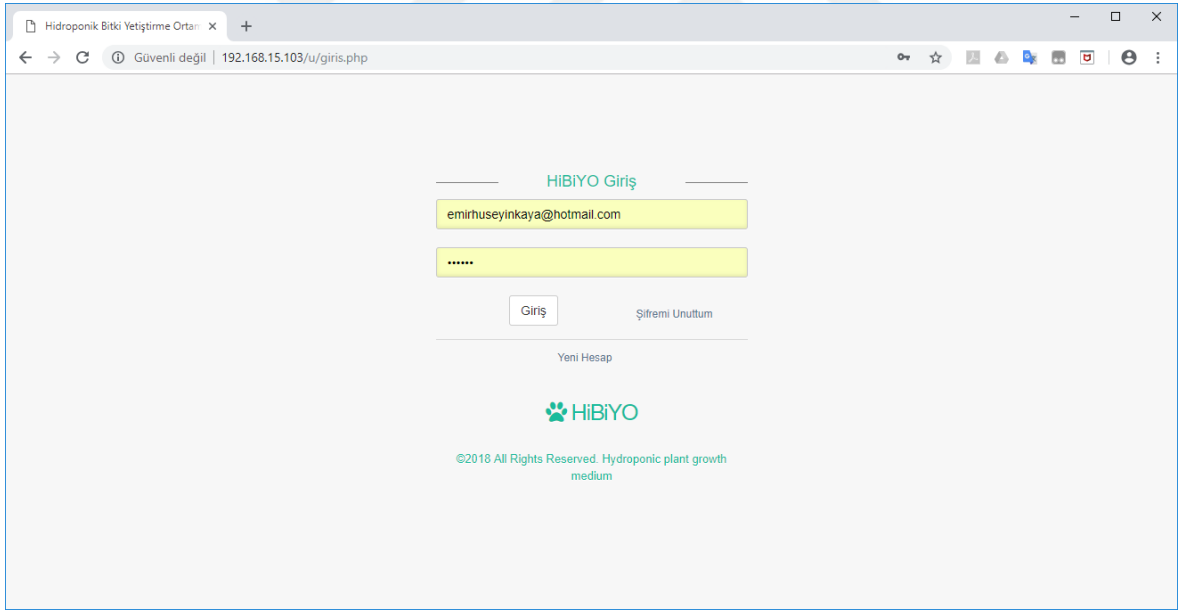 Hidroponik Bitki Yetiştirme Ortam
Güvenli değil | 192.168.15.103/u/giris.php
HiBiYO Giriş
emirhuseyinkaya@hotmail.com
••••••
Giriş
Şifremi Unuttum
Yeni Hesap
HiBiYO
©2018 All Rights Reserved. Hydroponic plant growth
medium